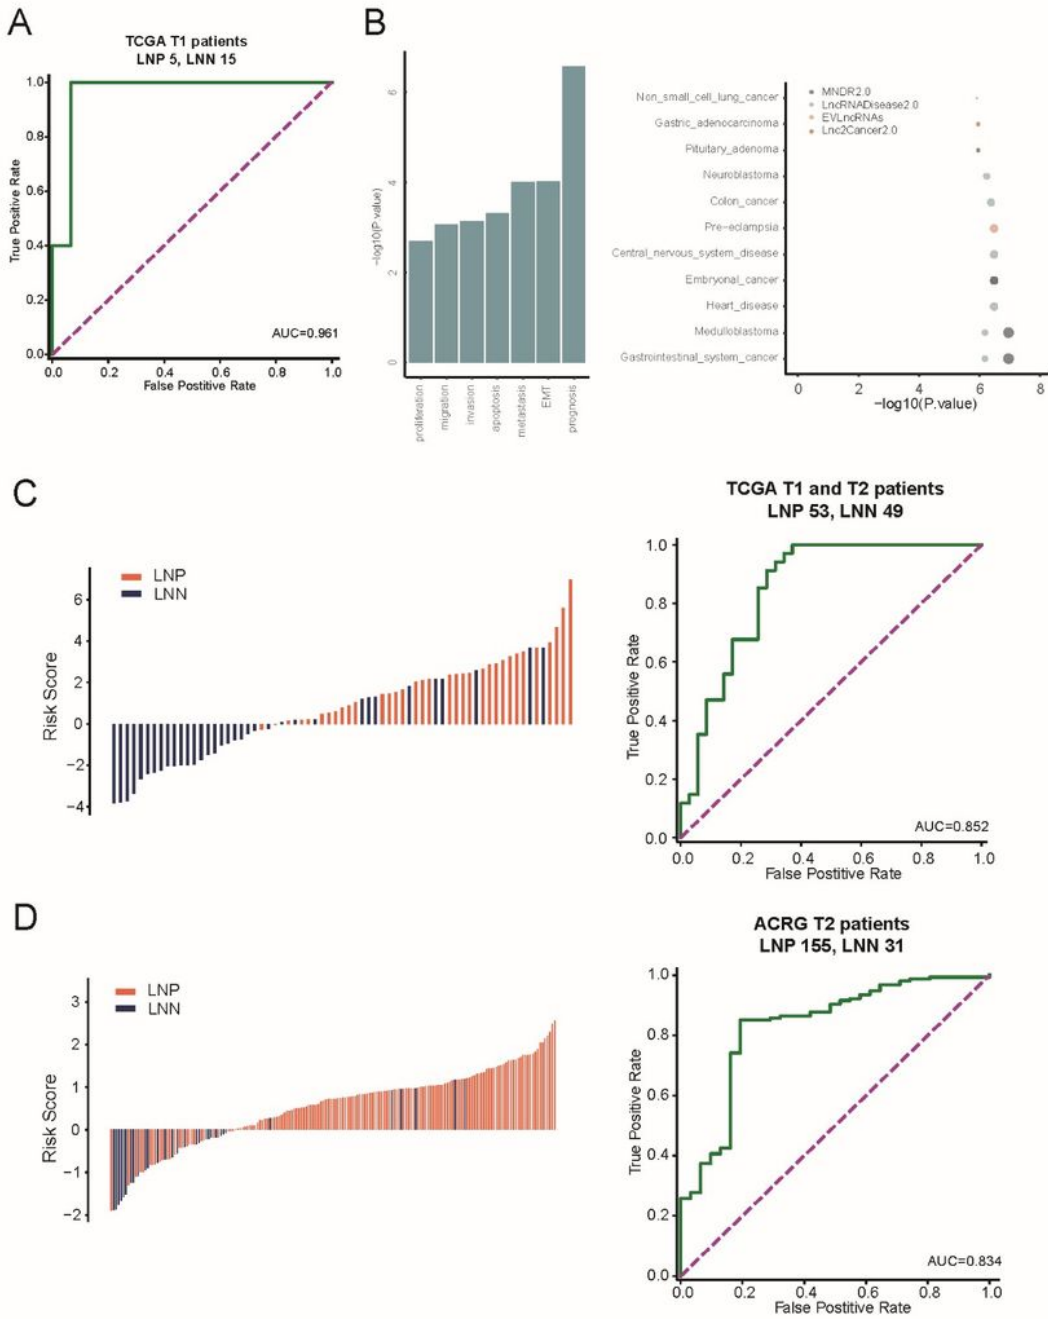 A
TCGA T1 patients
LNP 5, LNN 15
True Positive Rate
1.0
0.8
0.6
0.4
0.2
0.0
AUC=0.961
0.0 0.2 0.4 0.6 0.8 1.0
False Postitive Rate
B
−log10(P.value)
6
4
2
0
proliferation
migration
invasion
apoptosis
metastasis
EMT
prognosis
MNDR2.0
LncRNADisease2.0
EVLncRNAs
Lnc2Cancer2.0
Non_small_cell_lung_cancer
Gastric_adenocarcinoma
Pituitary_adenoma
Neuroblastoma
Colon_cancer
Pre-eclampsia
Central_nervous_system_disease
Embryonal_cancer
Heart_disease
Medulloblastoma
Gastrointestinal_system_cancer
0 2 4 6 8
−log10(P.value)
C
LNP
LNN
Risk Score
6
4
2
0
−2
−4
TCGA T1 and T2 patients
LNP 53, LNN 49
True Positive Rate
1.0
0.8
0.6
0.4
0.2
0.0
AUC=0.852
0.0 0.2 0.4 0.6 0.8 1.0
False Postitive Rate
D
LNP
LNN
Risk Score
3
2
1
0
−1
−2
ACRG T2 patients
LNP 155, LNN 31
True Positive Rate
1.0
0.8
0.6
0.4
0.2
0.0
AUC=0.834
0.0 0.2 0.4 0.6 0.8 1.0
False Postitive Rate